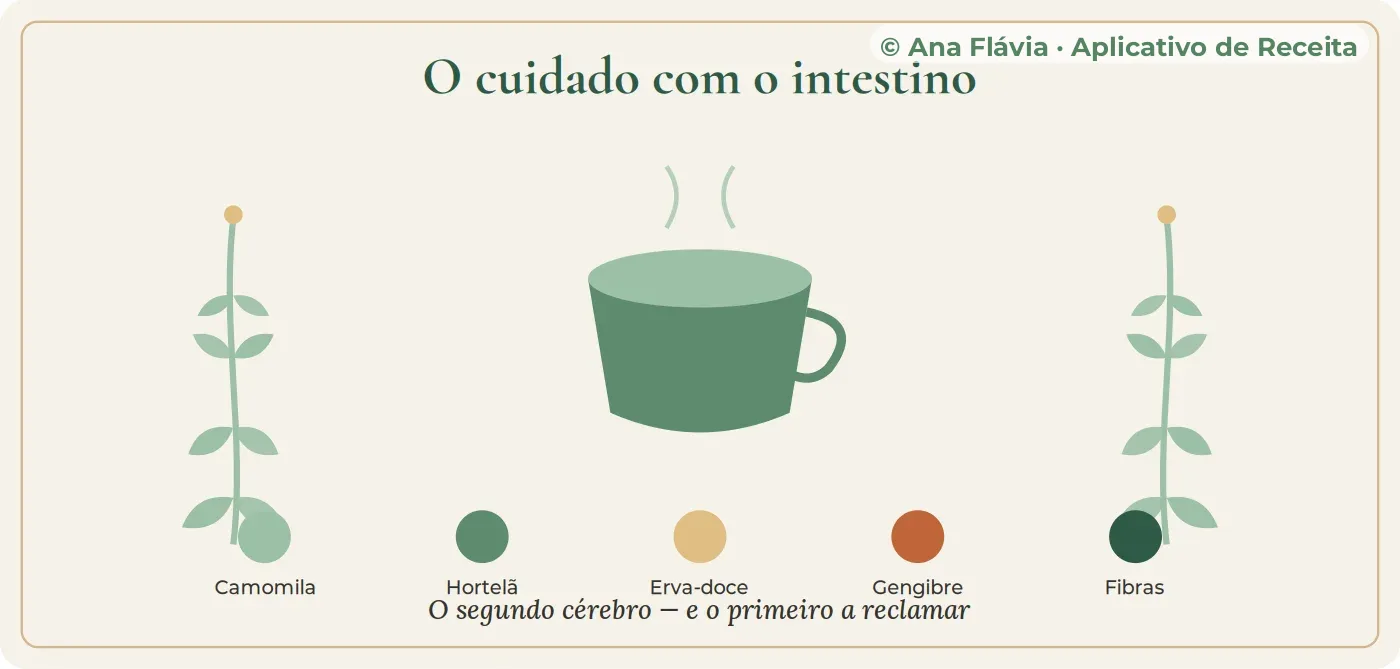 © Ana Flávia · Aplicativo de Receita
O cuidado com o intestino
Camomila
Hortelã
Erva-doce
Gengibre
Fibras
O segundo cérebro — e o primeiro a reclamar